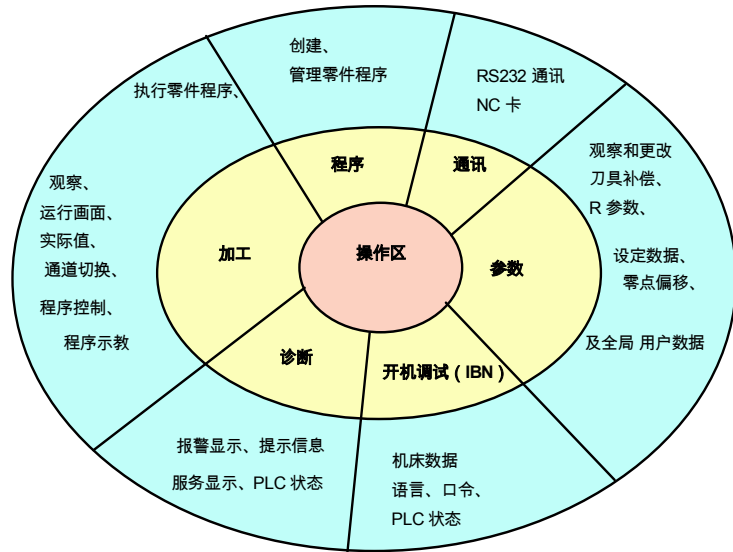 创建、
管理零件程序
执行零件程序、
RS232 通讯
NC 卡
程序
通讯
观察和更改
刀具补偿、
R 参数、
设定数据、
零点偏移、
及全局 用户数据
观察、
运行画面、
实际值、
通道切换、
程序控制、
程序示教
加工
操作区
参数
诊断
开机调试（IBN）
报警显示、提示信息
服务显示、PLC 状态
机床数据
语言、口令、
PLC 状态